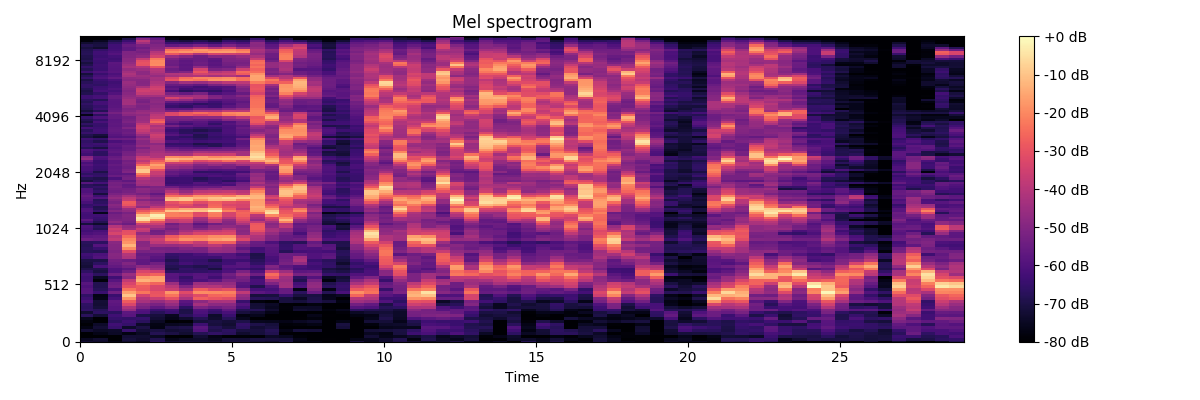 Mel spectrogram
8192
4096
2048
1024
512
0
Hz
0 5 10 15 20 25
Time
+0 dB
-10 dB
-20 dB
-30 dB
-40 dB
-50 dB
-60 dB
-70 dB
-80 dB